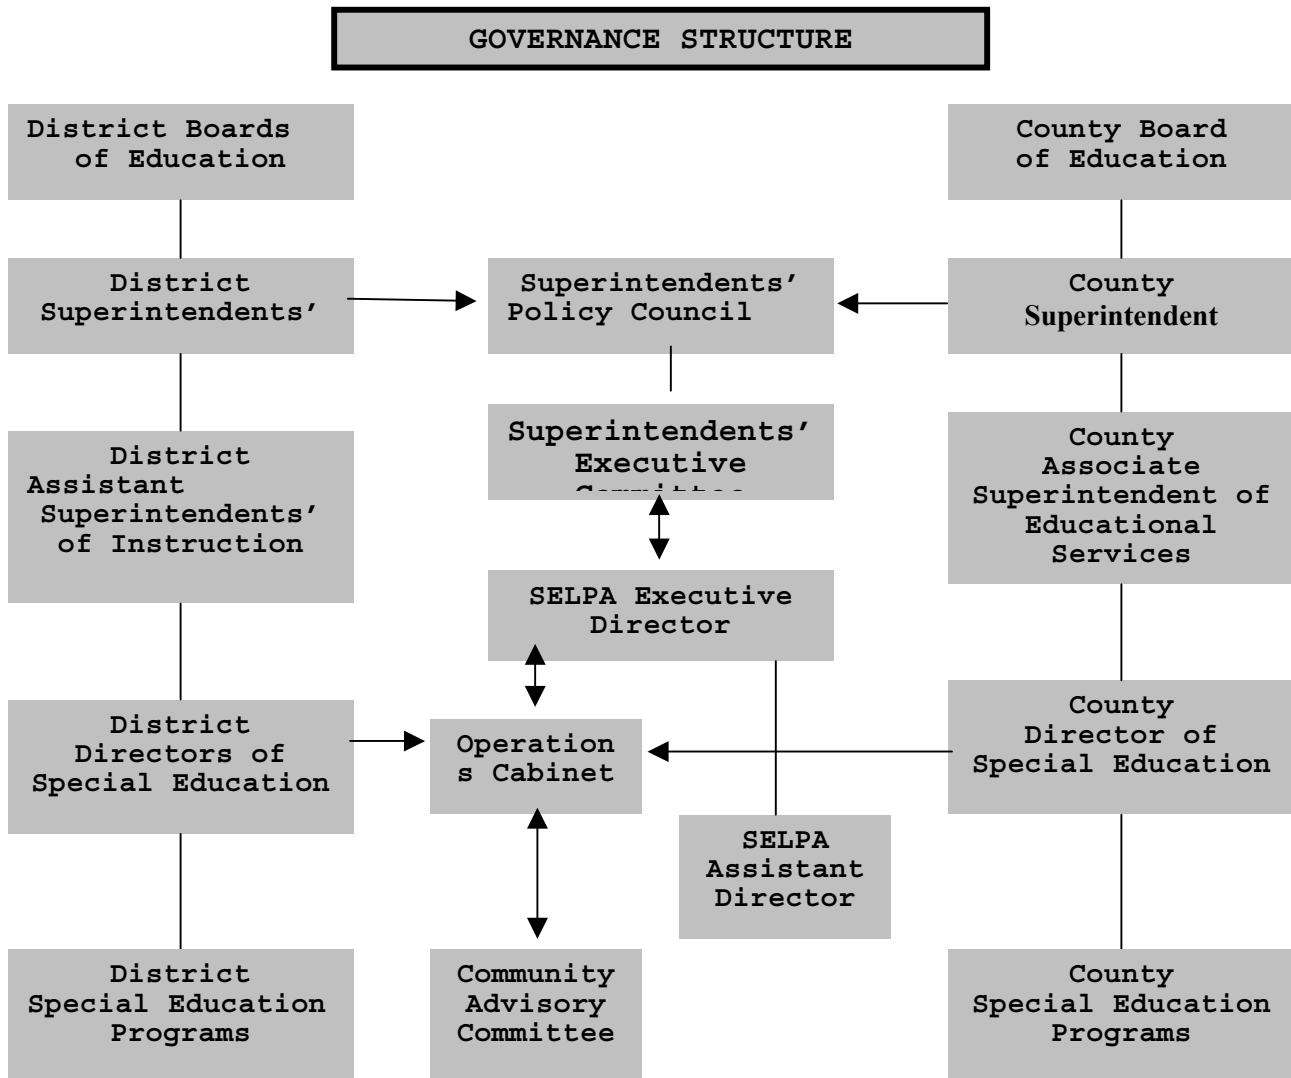 GOVERNANCE STRUCTURE
District Boards
of Education
County Board
of Education
District
Superintendents’
Superintendents’
Policy Council
County
Superintendent
Superintendents’
Executive
Committee
District
Assistant
Superintendents’
of Instruction
County
Associate
Superintendent of
Educational
Services
SELPA Executive
Director
District
Directors of
Special Education
Operation
s Cabinet
County
Director of
Special Education
SELPA
Assistant
Director
District
Special Education
Programs
Community
Advisory
Committee
County
Special Education
Programs